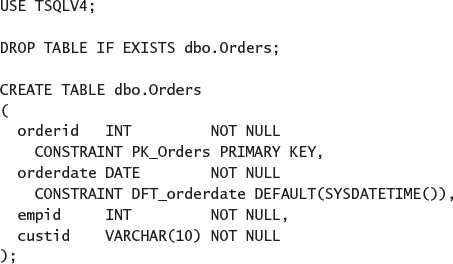 USE TSQLV4;
DROP TABLE IF EXISTS dbo.Orders;
CREATE TABLE dbo.Orders
(
  orderid   INT          NOT NULL
    CONSTRAINT PK_Orders PRIMARY KEY,
  orderdate DATE         NOT NULL
    CONSTRAINT DFT_orderdate DEFAULT(SYSDATETIME()),
  empid     INT          NOT NULL,
  custid    VARCHAR(10) NOT NULL
);